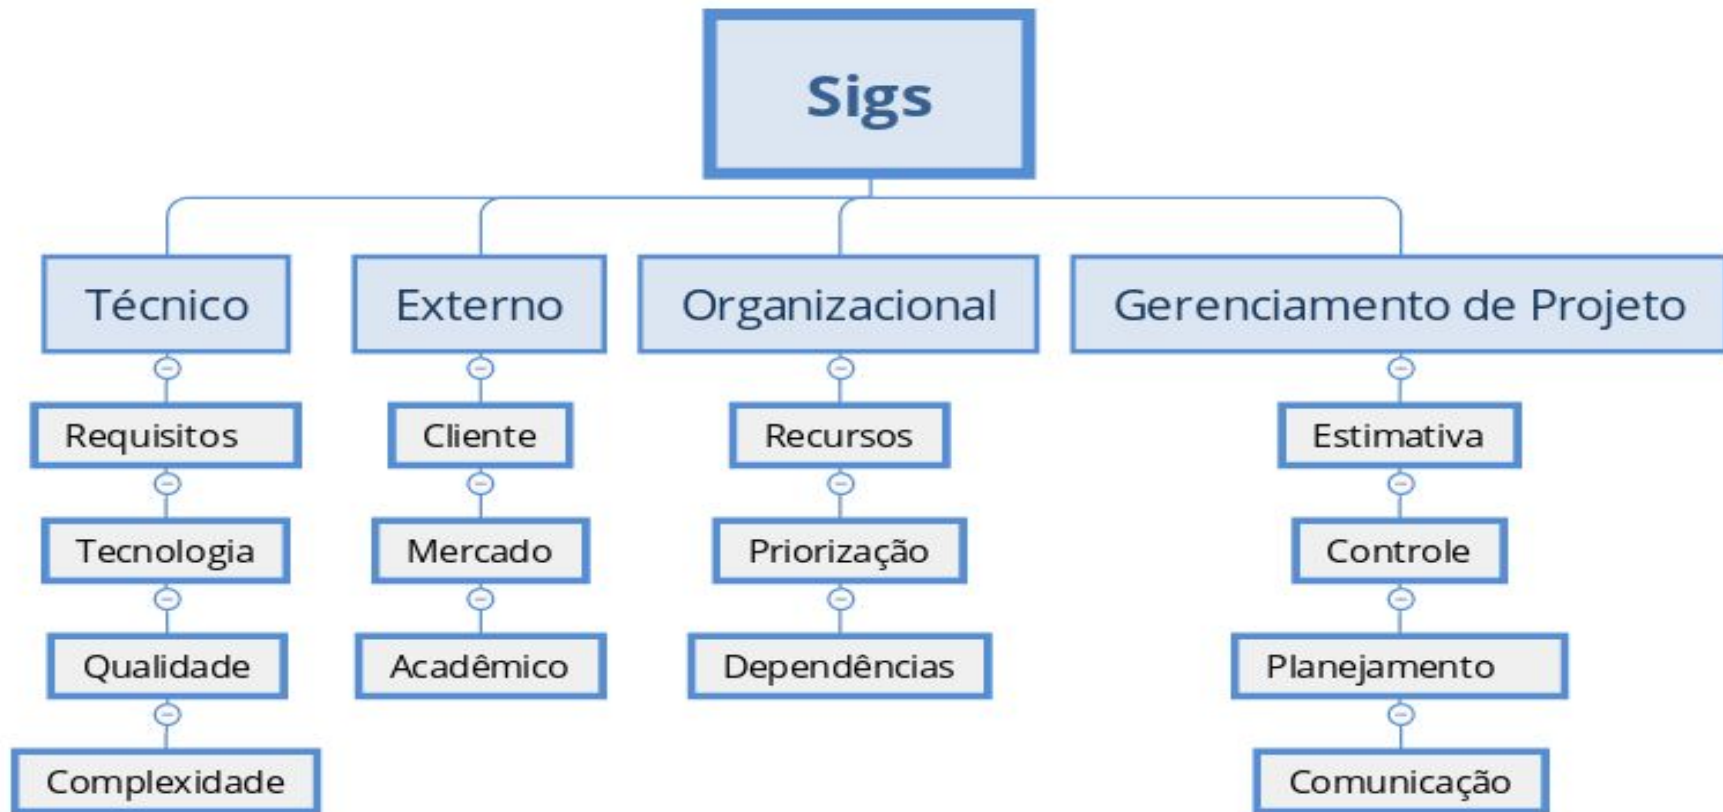 Sigs
Técnico
Externo
Organizacional
Gerenciamento de Projeto
Requisitos
Cliente
Recursos
Estimativa
Tecnologia
Mercado
Priorização
Controle
Qualidade
Acadêmico
Dependências
Planejamento
Complexidade
Comunicação